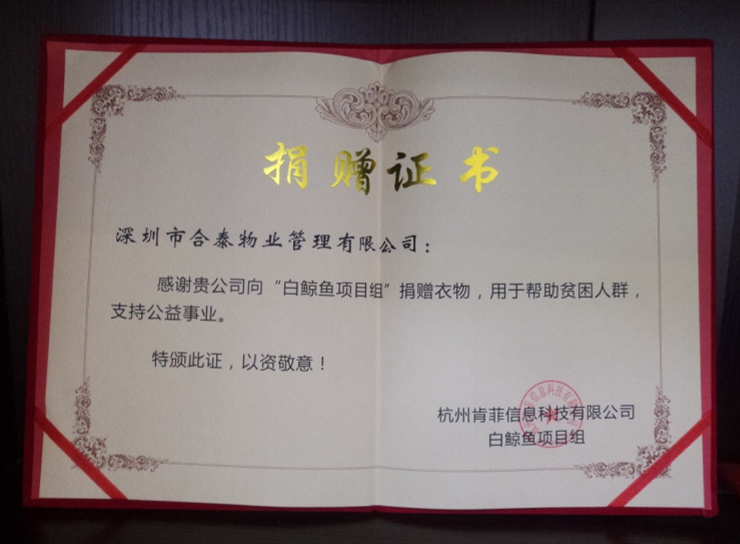 捐赠证书
深圳市合泰物业管理有限公司：
感谢贵公司向“白鲸鱼项目组”捐赠衣物，用于帮助贫困人群，
支持公益事业。
特颁此证，以资敬意！
杭州肯菲信息科技有限公司
白鲸鱼项目组